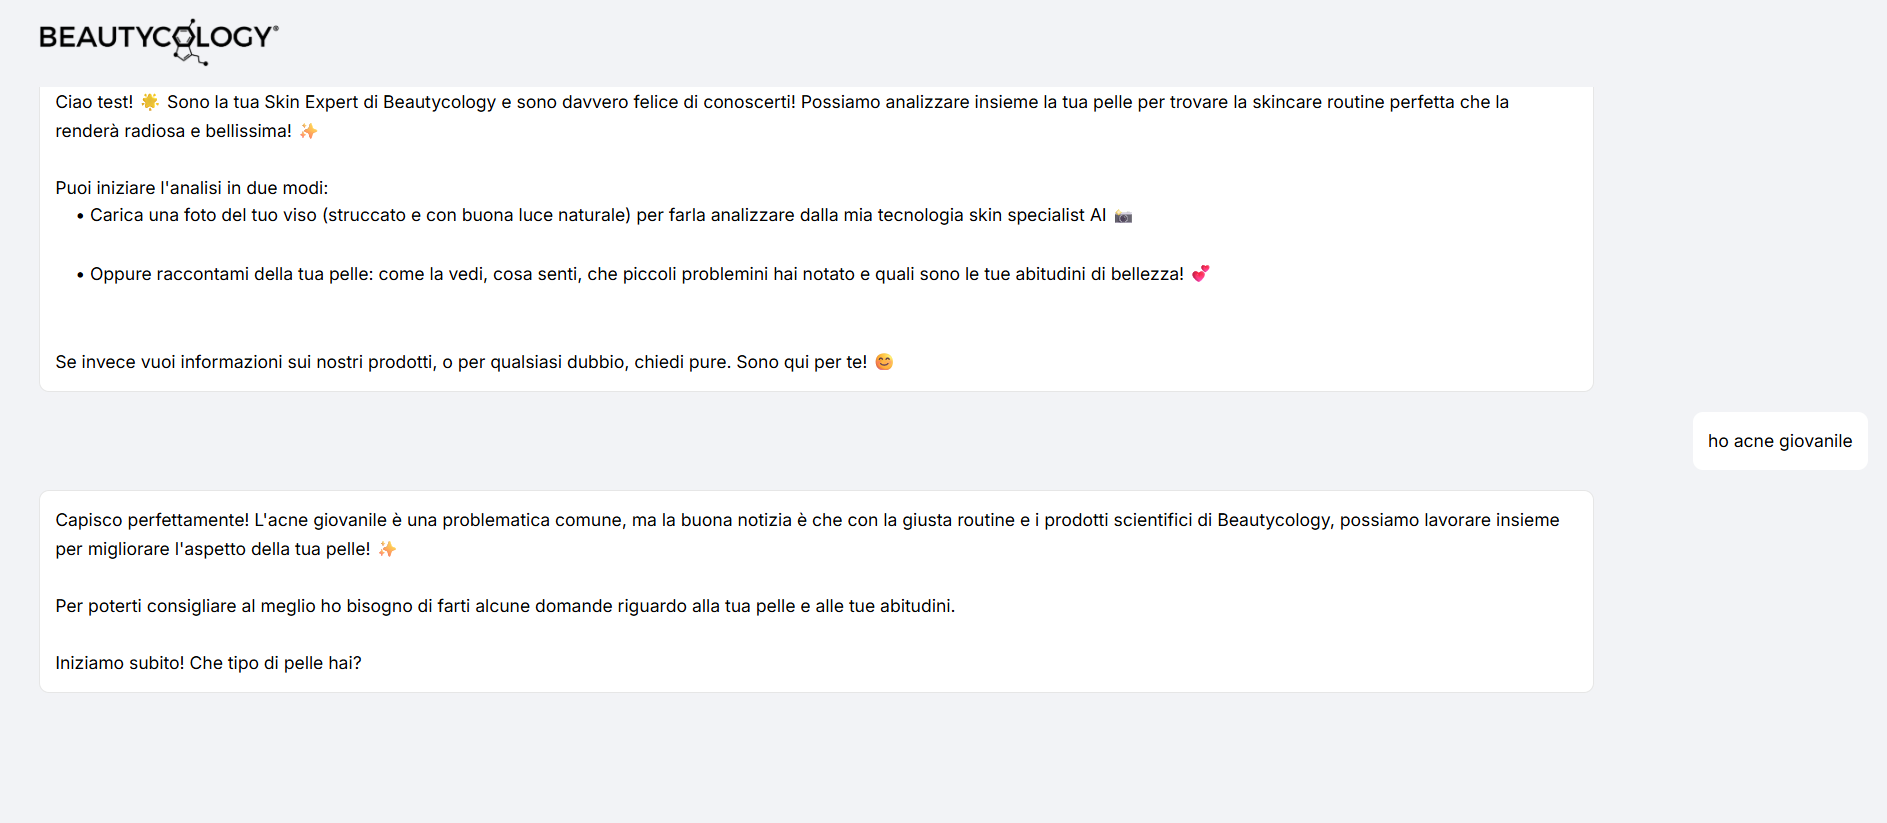 BEAUTYCOLOGY®
Ciao test! 🌟 Sono la tua Skin Expert di Beautycology e sono davvero felice di conoscerti! Possiamo analizzare insieme la tua pelle per trovare la skincare routine perfetta che la
renderà radiosa e bellissima! ✨
Puoi iniziare l'analisi in due modi:
• Carica una foto del tuo viso (struccato e con buona luce naturale) per farla analizzare dalla mia tecnologia skin specialist AI 📸
• Oppure raccontami della tua pelle: come la vedi, cosa senti, che piccoli problemini hai notato e quali sono le tue abitudini di bellezza! 💕
Se invece vuoi informazioni sui nostri prodotti, o per qualsiasi dubbio, chiedi pure. Sono qui per te! 😊
ho acne giovanile
Capisco perfettamente! L'acne giovanile è una problematica comune, ma la buona notizia è che con la giusta routine e i prodotti scientifici di Beautycology, possiamo lavorare insieme
per migliorare l'aspetto della tua pelle! ✨
Per poterti consigliare al meglio ho bisogno di farti alcune domande riguardo alla tua pelle e alle tue abitudini.
Iniziamo subito! Che tipo di pelle hai?